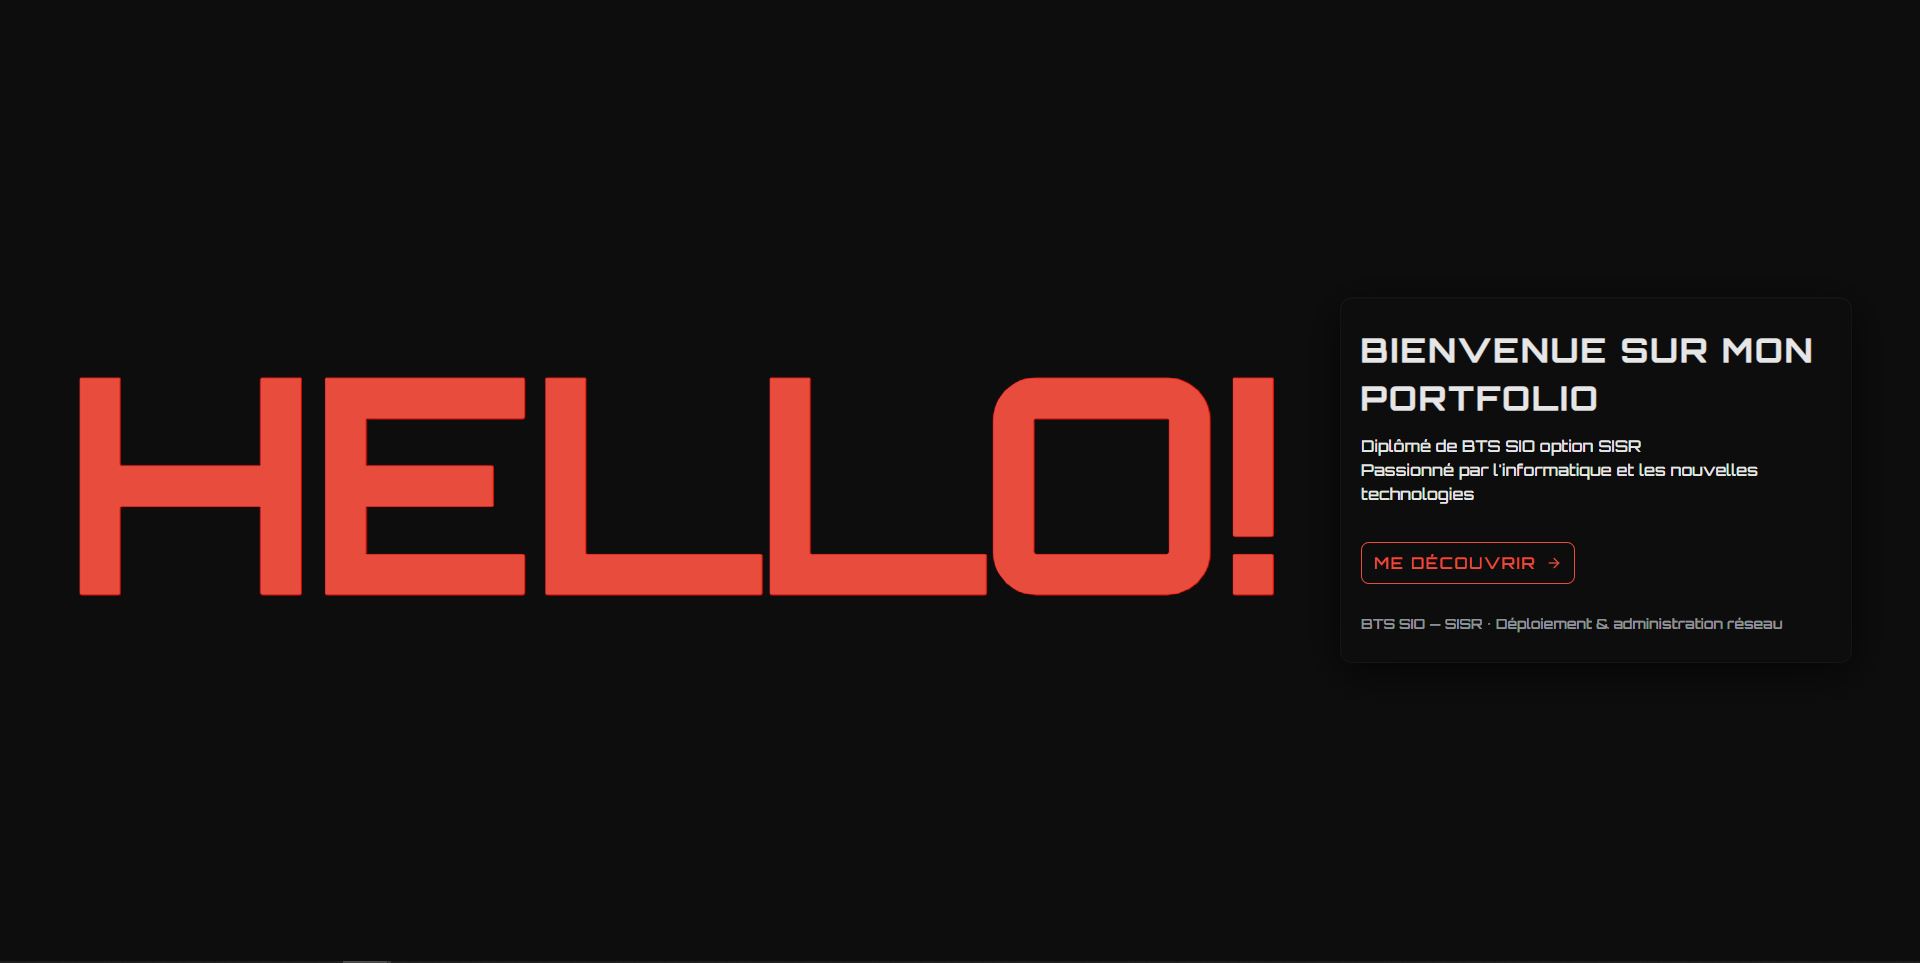 HELLO!
BIENVENUE SUR MON
PORTFOLIO
Diplômé de BTS SIO option SISR
Passionné par l'informatique et les nouvelles
technologies
ME DÉCOUVRIR →
BTS SIO – SISR · Déploiement & administration réseau